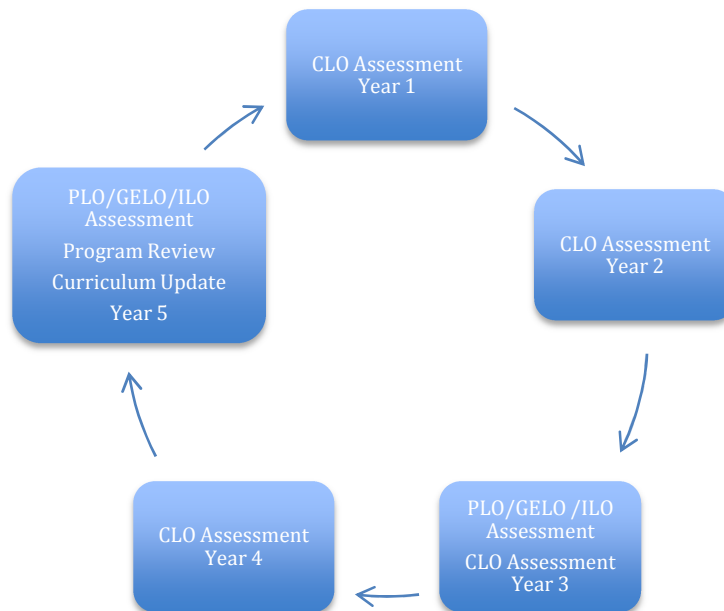 CLO Assessment
Year 1
CLO Assessment
Year 2
PLO/GELO /ILO
Assessment
CLO Assessment
Year 3
CLO Assessment
Year 4
PLO/GELO/ILO
Assessment
Program Review
Curriculum Update
Year 5